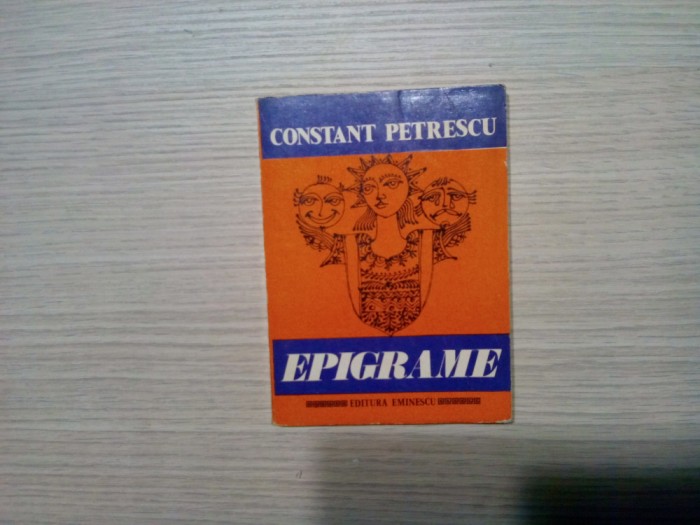 CONSTANT PETRESCU
EPIGRAME
EDITURA EMINESCU